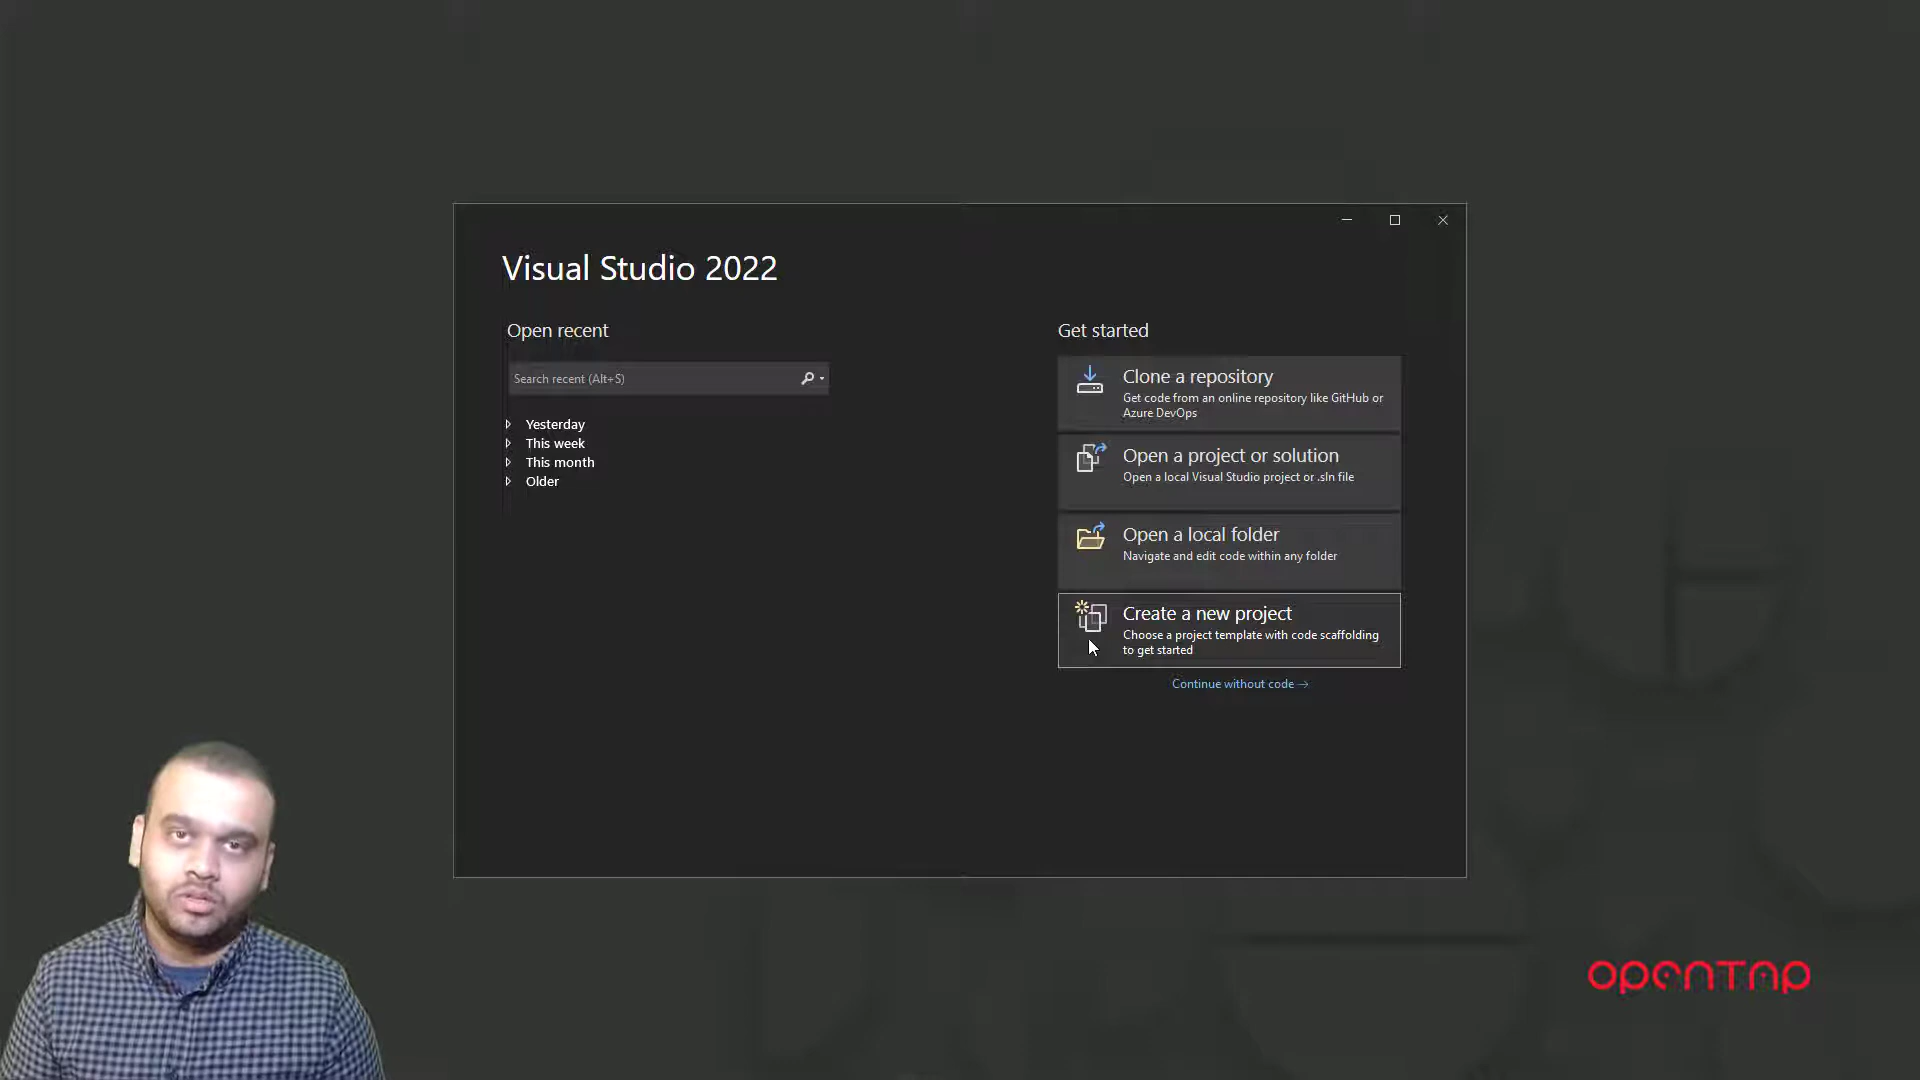 Visual Studio 2022
Open recent
Search recent (Alt+S)
Yesterday
This week
This month
Older
Get started
Clone a repository
Get code from an online repository like GitHub or
Azure DevOps
Open a project or solution
Open a local Visual Studio project or .sln file
Open a local folder
Navigate and edit code within any folder
Create a new project
Choose a project template with code scaffolding
to get started
Continue without code →
OPENTAP